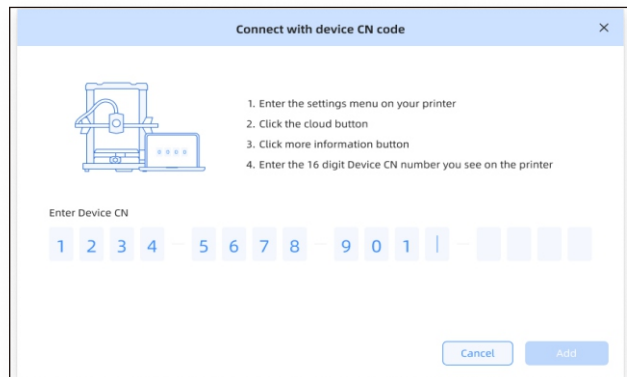 Connect with device CN code
1. Enter the settings menu on your printer
2. Click the cloud button
3. Click more information button
4. Enter the 16 digit Device CN number you see on the printer
Enter Device CN
1 2 3 4 – 5 6 7 8 – 9 0 1 –
Cancel Add